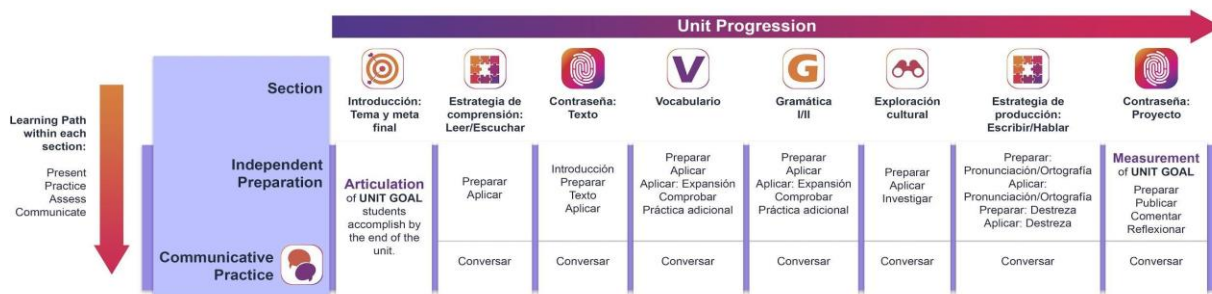 Unit Progression
Learning Path
within each
section:
Present
Practice
Assess
Communicate
Section
Introducción:
Tema y meta
final
Estrategia de
comprensión:
Leer/Escuchar
Contraseña:
Texto
V
Vocabulario
G
Gramática
I/II
Exploración
cultural
Estrategia de
producción:
Escribir/Hablar
Contraseña:
Proyecto
Independent
Preparation
Articulation
of UNIT GOAL
students
accomplish by
the end of the
unit.
Preparar
Aplicar
Introducción
Preparar
Texto
Aplicar
Preparar
Aplicar
Aplicar: Expansión
Comprobar
Práctica adicional
Preparar
Aplicar
Aplicar: Expansión
Comprobar
Práctica adicional
Preparar
Aplicar
Investigar
Preparar:
Pronunciación/Ortografía
Aplicar:
Pronunciación/Ortografía
Preparar: Destreza
Aplicar: Destreza
Measurement
of UNIT GOAL
Preparar
Publicar
Comentar
Reflexionar
Communicative
Practice
Conversar
Conversar
Conversar
Conversar
Conversar
Conversar
Conversar